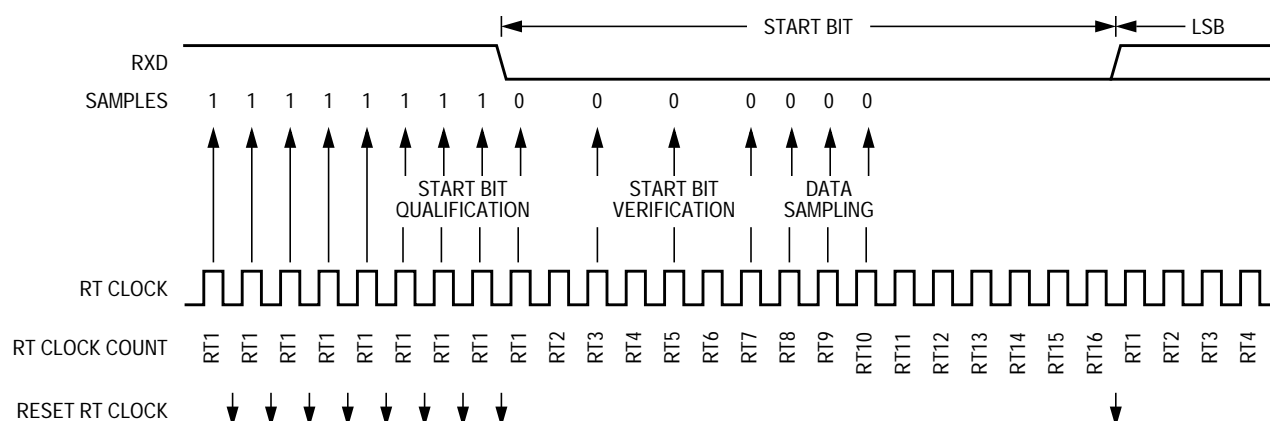 START BIT LSB
RXD
SAMPLES 1 1 1 1 1 1 1 1 0 0 0 0 0 0 0
START BIT QUALIFICATION START BIT VERIFICATION DATA SAMPLING
RT CLOCK
RT CLOCK COUNT RT1 RT1 RT1 RT1 RT1 RT1 RT1 RT1 RT1 RT2 RT3 RT4 RT5 RT6 RT7 RT8 RT9 RT10 RT11 RT12 RT13 RT14 RT15 RT16 RT1 RT2 RT3 RT4
RESET RT CLOCK